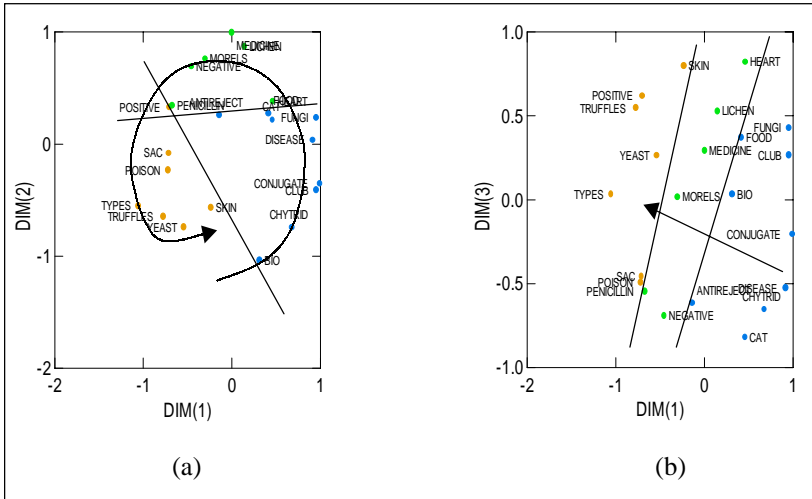 1
MEDICINE
LICHEN
MORELS
NEGATIVE
FOOD
HEART
ANTIREJECT
POSITIVE
PENICILLIN
CAT
FUNGI
0
DISEASE
SAC
POISON
CONJUGATE
CLUB
TYPES
SKIN
TRUFFLES
CHYTRID
YEAST
-1
BIO
-2
-2
-1
0
1
DIM(1)
DIM(2)
(a)
1.0
SKIN
HEART
POSITIVE
TRUFFLES
0.5
LICHEN
FUNGI
FOOD
YEAST
MEDICINE
CLUB
TYPES
MORELS
BIO
0.0
CONJUGATE
SAC
POISON
-0.5
PENICILLIN
ANTIREJECT
DISEASE
CHYTRID
NEGATIVE
CAT
-1.0
-2
-1
0
1
DIM(1)
DIM(3)
(b)